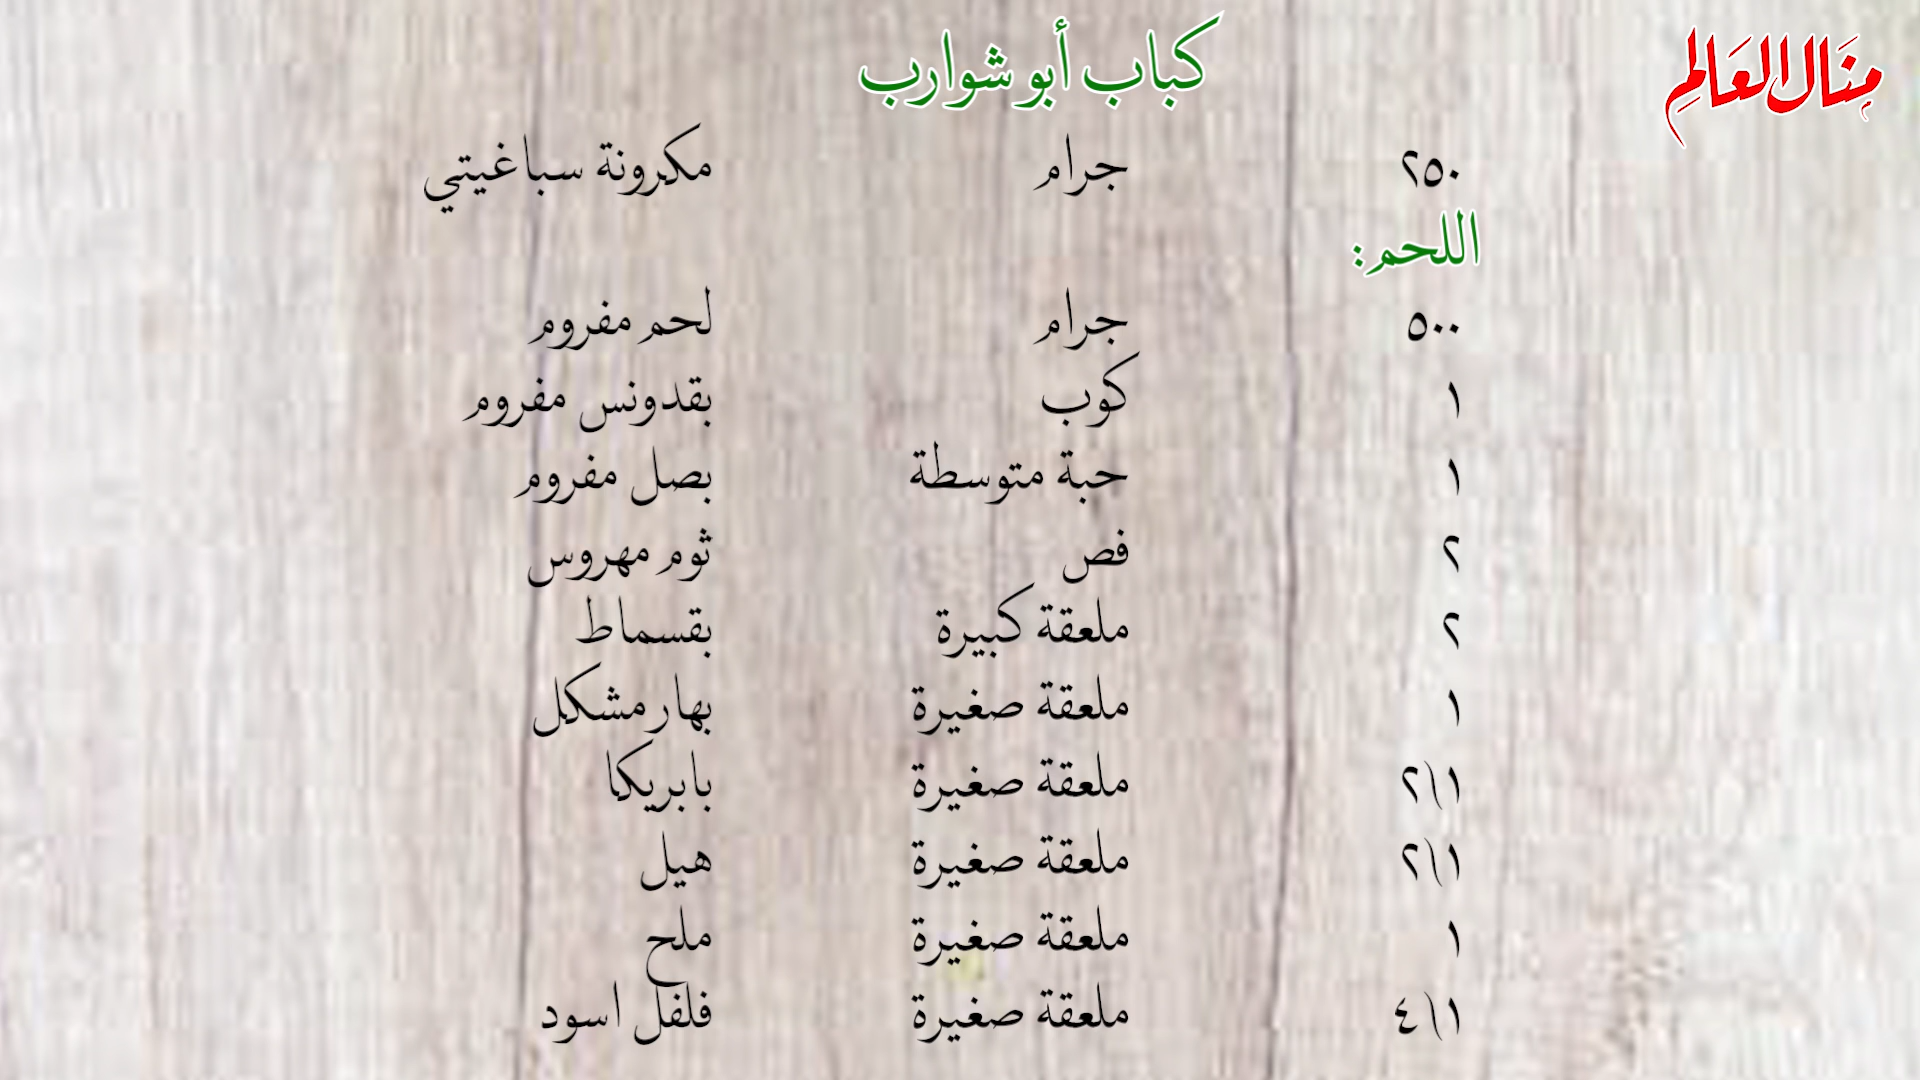 منال العالم
كباب أبو شوارب
٢٥٠ جرام مكرونة سباغيتي
اللحم:
٥٠٠ جرام لحم مفروم
١ كوب بقدونس مفروم
١ حبة متوسطة بصل مفروم
٢ فص ثوم مهروس
٢ ملعقة كبيرة بقسماط
١ ملعقة صغيرة بهار مشكل
١\٢ ملعقة صغيرة بابريكا
١\٢ ملعقة صغيرة هيل
١ ملعقة صغيرة ملح
١\٤ ملعقة صغيرة فلفل اسود